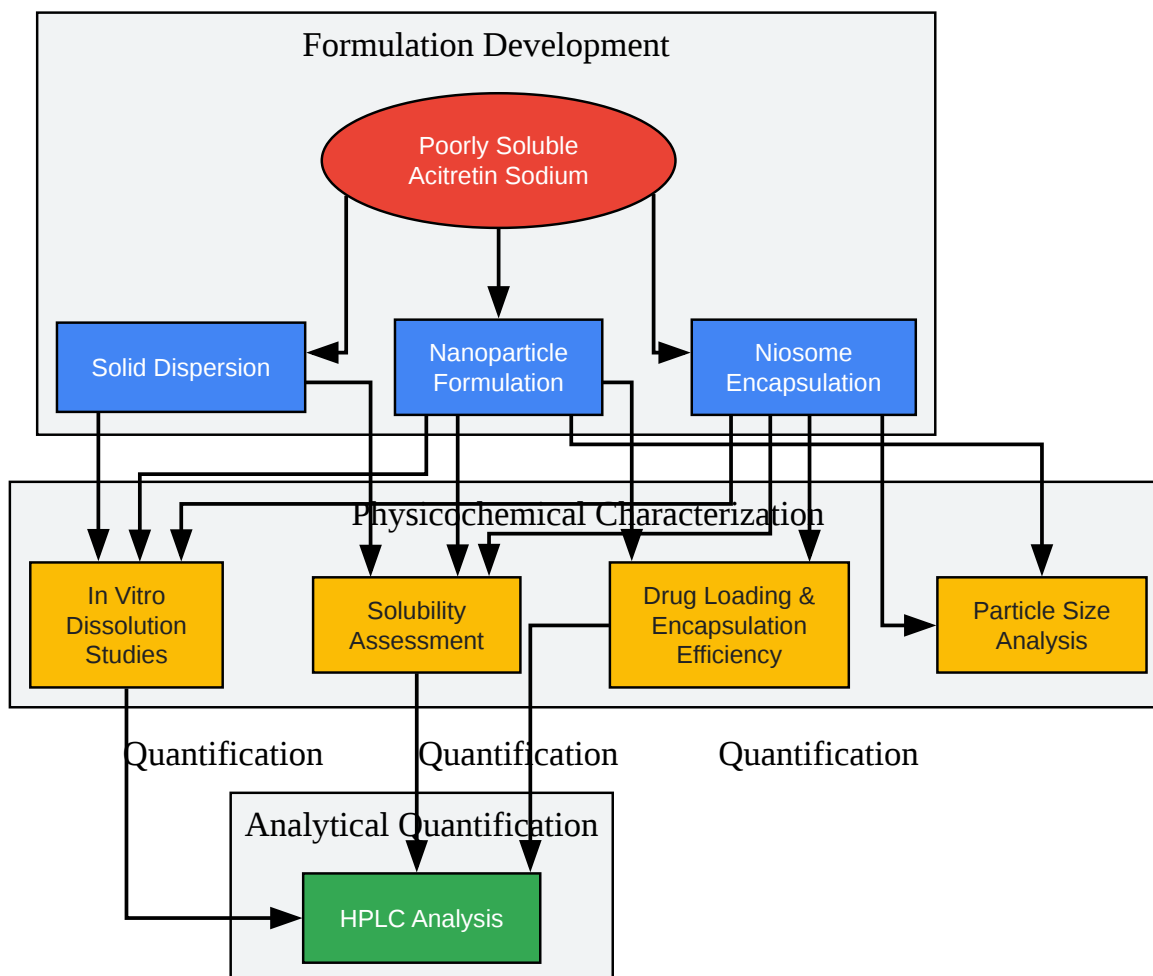 Formulation Development
Poorly Soluble
Acitretin Sodium
Solid Dispersion
Nanoparticle
Formulation
Niosome
Encapsulation
Physicochemical Characterization
In Vitro
Dissolution
Studies
Solubility
Assessment
Drug Loading &
Encapsulation
Efficiency
Particle Size
Analysis
Quantification
Quantification
Quantification
Analytical Quantification
HPLC Analysis